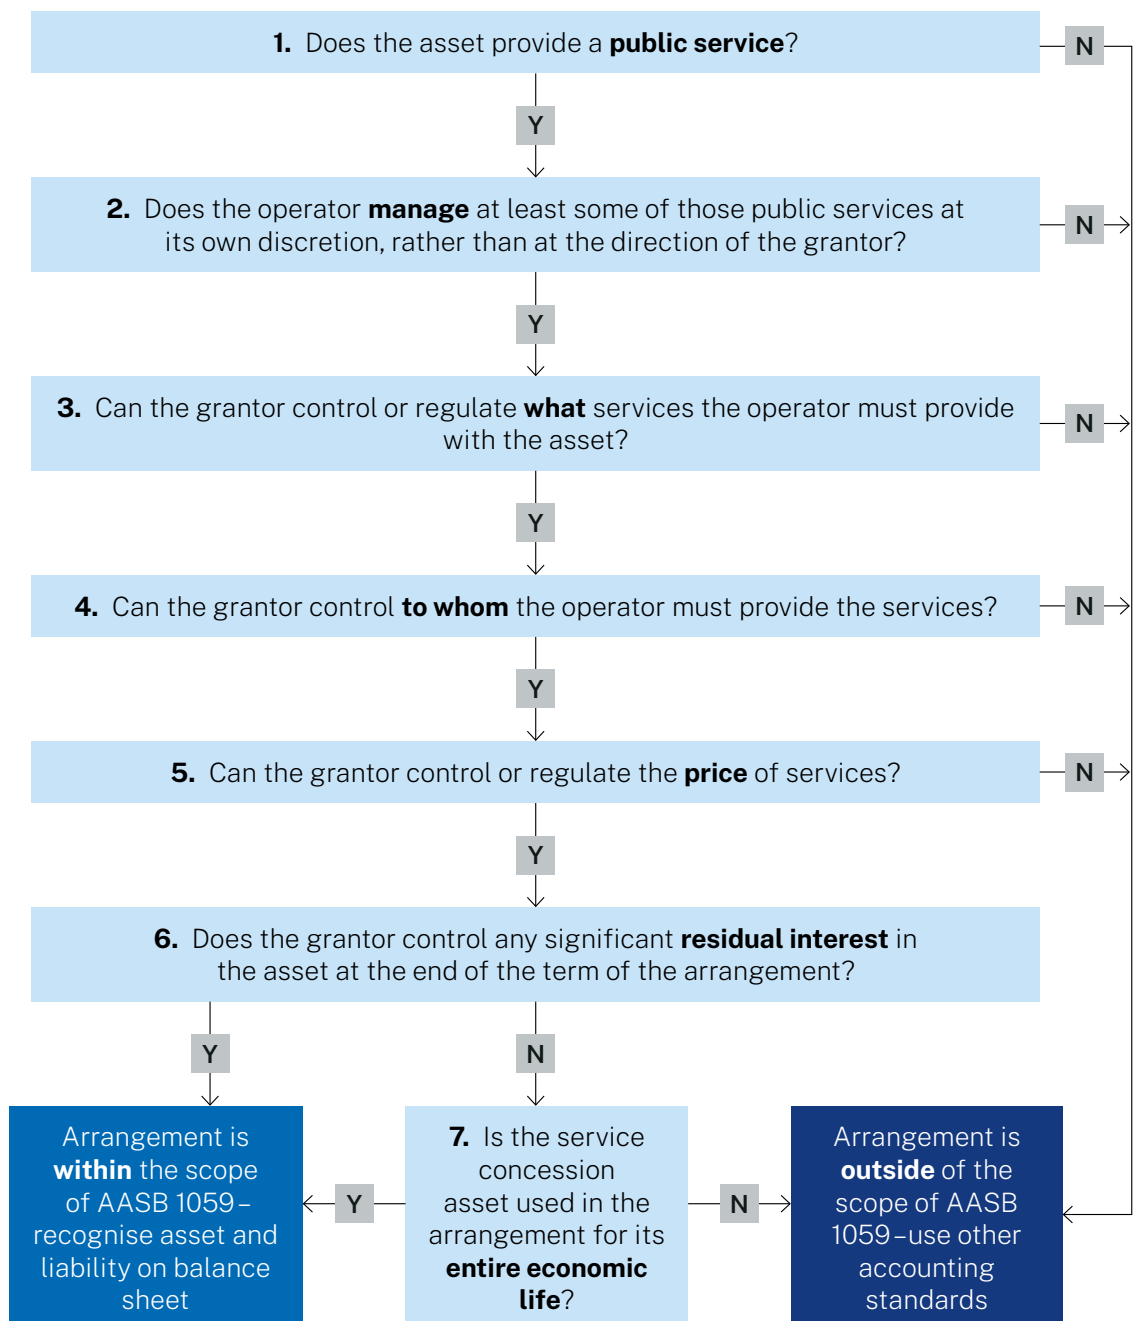 1. Does the asset provide a public service?
N
Y
2. Does the operator manage at least some of those public services at
its own discretion, rather than at the direction of the grantor?
N
Y
3. Can the grantor control or regulate what services the operator must provide
with the asset?
N
Y
4. Can the grantor control to whom the operator must provide the services?
N
Y
5. Can the grantor control or regulate the price of services?
N
Y
6. Does the grantor control any significant residual interest in
the asset at the end of the term of the arrangement?
Y
N
Arrangement is
within the scope
of AASB 1059–
recognise asset and
liability on balance
sheet
Y
7. Is the service
concession
asset used in the
arrangement for its
entire economic
life?
N
Arrangement is
outside of the
scope of AASB
1059–use other
accounting
standards